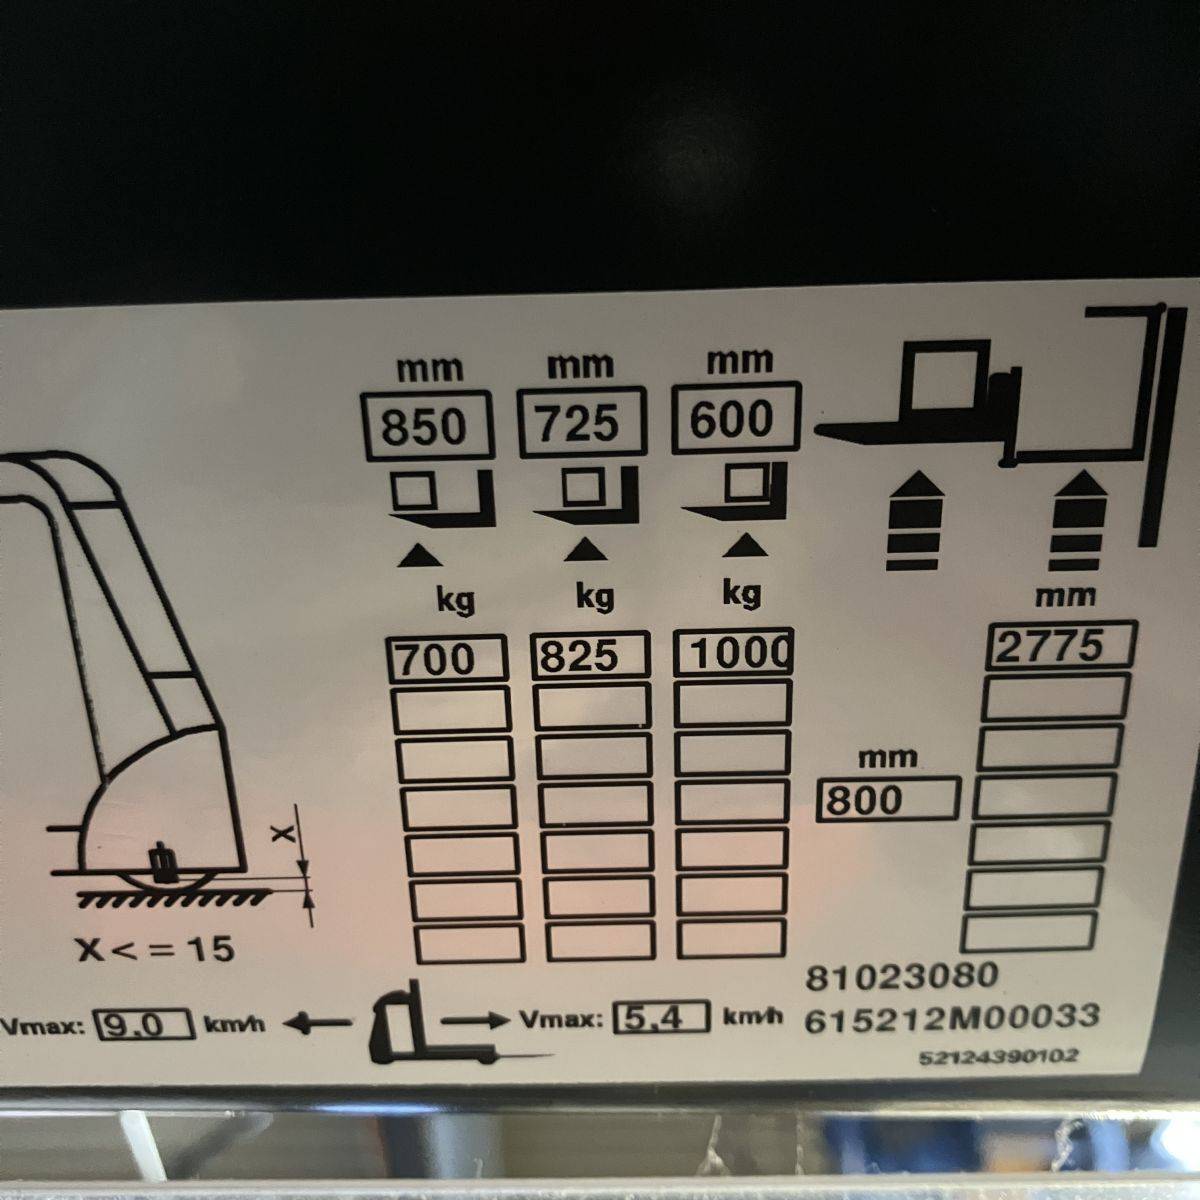 mm mm mm
850 725 600
kg kg kg mm
700 825 1000 2775
mm
800
X
X<=15
81023080
Vmax: 9,0 km/h Vmax: 5,4 km/h 615212M00033
52124390102